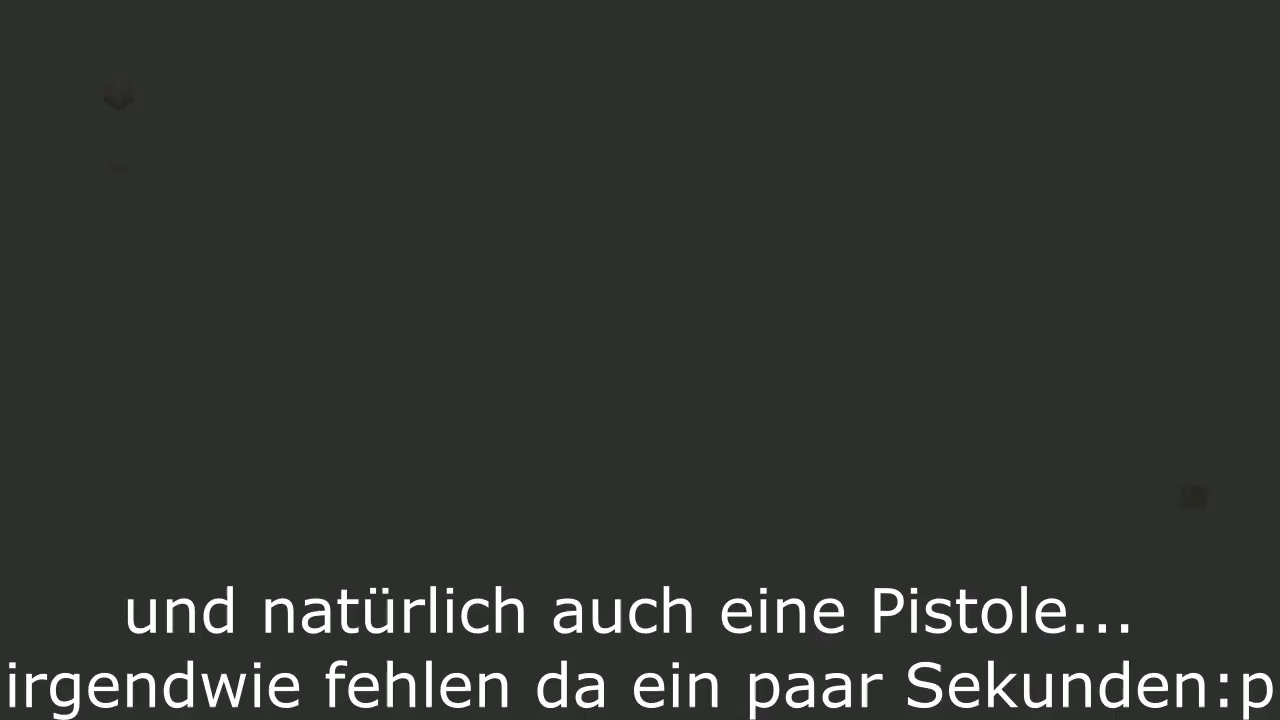 und natürlich auch eine Pistole...
irgendwie fehlen da ein paar Sekunden:p